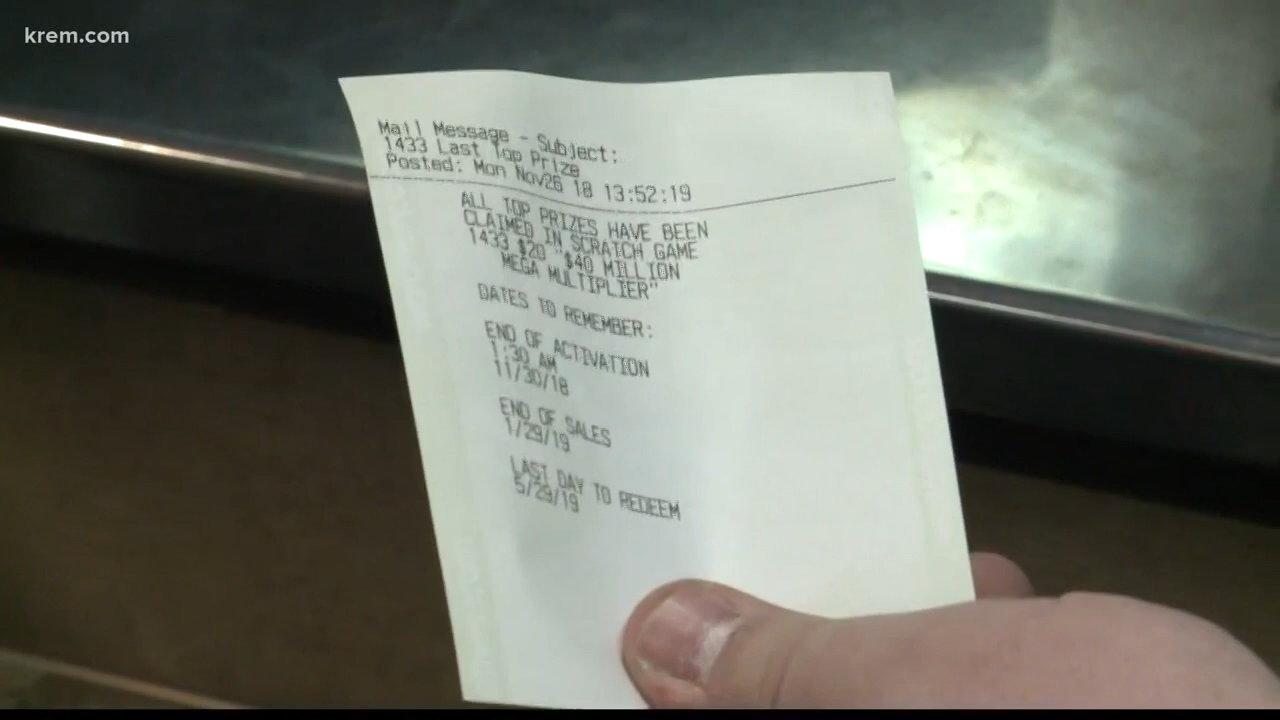 krem.com
Mail Message - Subject:
1433 Last Top Prize
Posted: Mon Nov26 18 13:52:19
ALL TOP PRIZES HAVE BEEN
CLAIMED IN SCRATCH GAME
1433 $20 "$40 MILLION
MEGA MULTIPLIER"
DATES TO REMEMBER:
END OF ACTIVATION
1:30 AM
11/30/18
END OF SALES
1/29/19
LAST DAY TO REDEEM
5/29/19